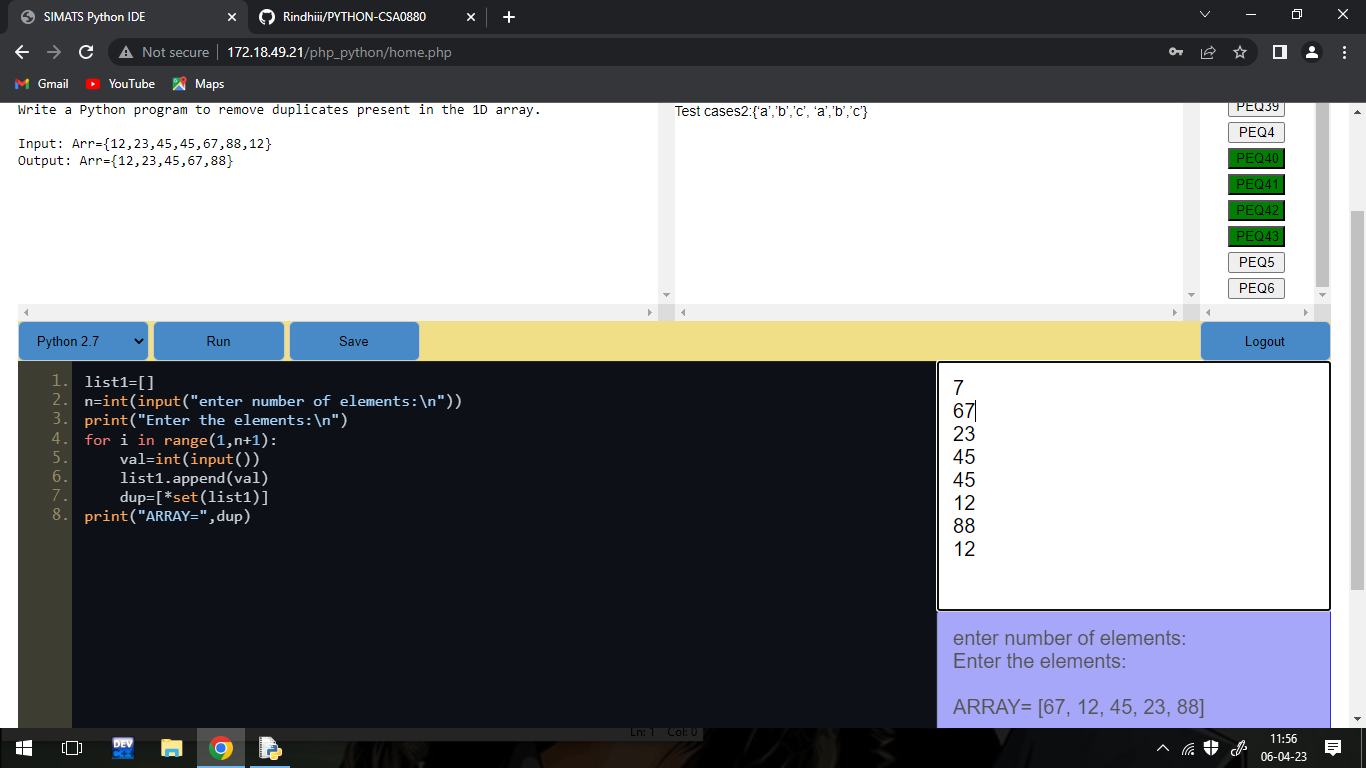 SIMATS Python IDE
Rindhiii/PYTHON-CSA0880
Not secure 172.18.49.21/php_python/home.php
Gmail YouTube Maps
Write a Python program to remove duplicates present in the 1D array.
Input: Arr={12,23,45,45,67,88,12}
Output: Arr={12,23,45,67,88}
Test cases2:{‘a’,’b’,’c’, ‘a’,’b’,’c’}
PEQ39
PEQ4
PEQ40
PEQ41
PEQ42
PEQ43
PEQ5
PEQ6
Python 2.7 Run Save Logout
1. list1=[]
2. n=int(input("enter number of elements:\n"))
3. print("Enter the elements:\n")
4. for i in range(1,n+1):
5.     val=int(input())
6.     list1.append(val)
7.     dup=[*set(list1)]
8. print("ARRAY=",dup)
7
67
23
45
45
12
88
12
enter number of elements:
Enter the elements:
ARRAY= [67, 12, 45, 23, 88]
Ln: 1 Col: 0
DEV
11:56
06-04-23